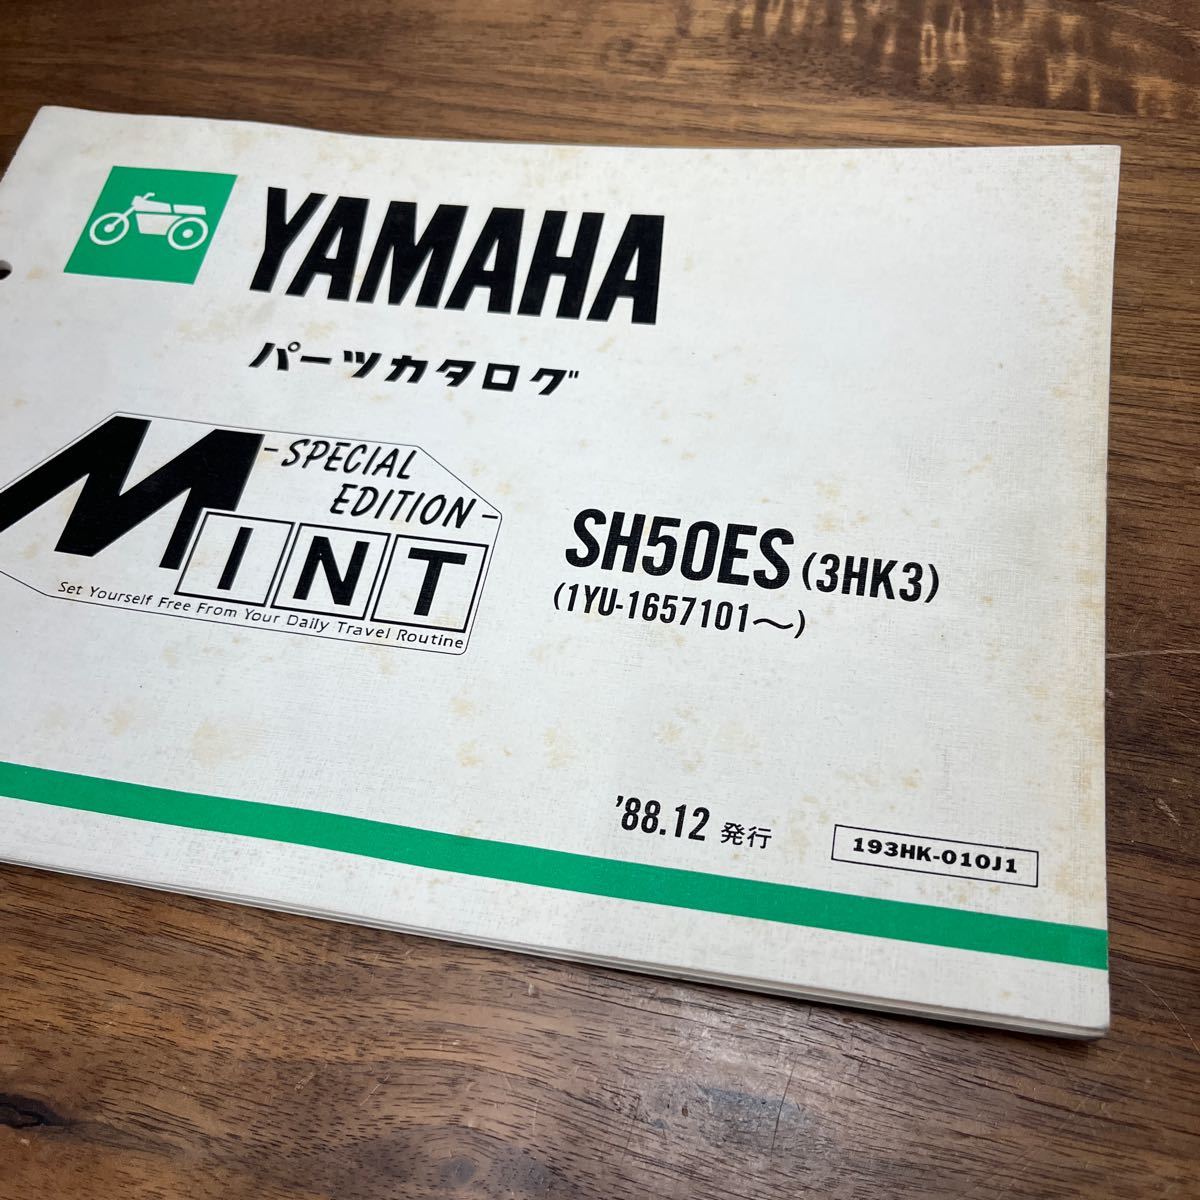 YAMAHA
パーツカタログ
MINT
-SPECIAL
EDITION-
Set Yourself Free From Your Daily Travel Routine
SH50ES (3HK3)
(1YU-1657101〜)
'88.12 発行
193HK-010J1